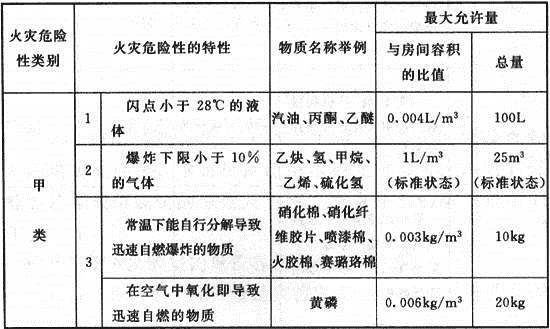 火灾危险
性类别
火灾危险性的特性
物质名称举例
最大允许量
与房间容积
的比值
总量
甲
类
1
闪点小于 28℃的液
体
汽油、丙酮、乙醚
0.004L/m³
100L
2
爆炸下限小于 10%
的气体
乙炔、氢、甲烷、
乙烯、硫化氢
1L/m³
(标准状态)
25m³
(标准状态)
3
常温下能自行分解导致
迅速自燃爆炸的物质
硝化棉、硝化纤
维胶片、喷漆棉、
火胶棉、赛璐珞棉
0.003kg/m³
10kg
在空气中氧化即导致
迅速自燃的物质
黄磷
0.006kg/m³
20kg